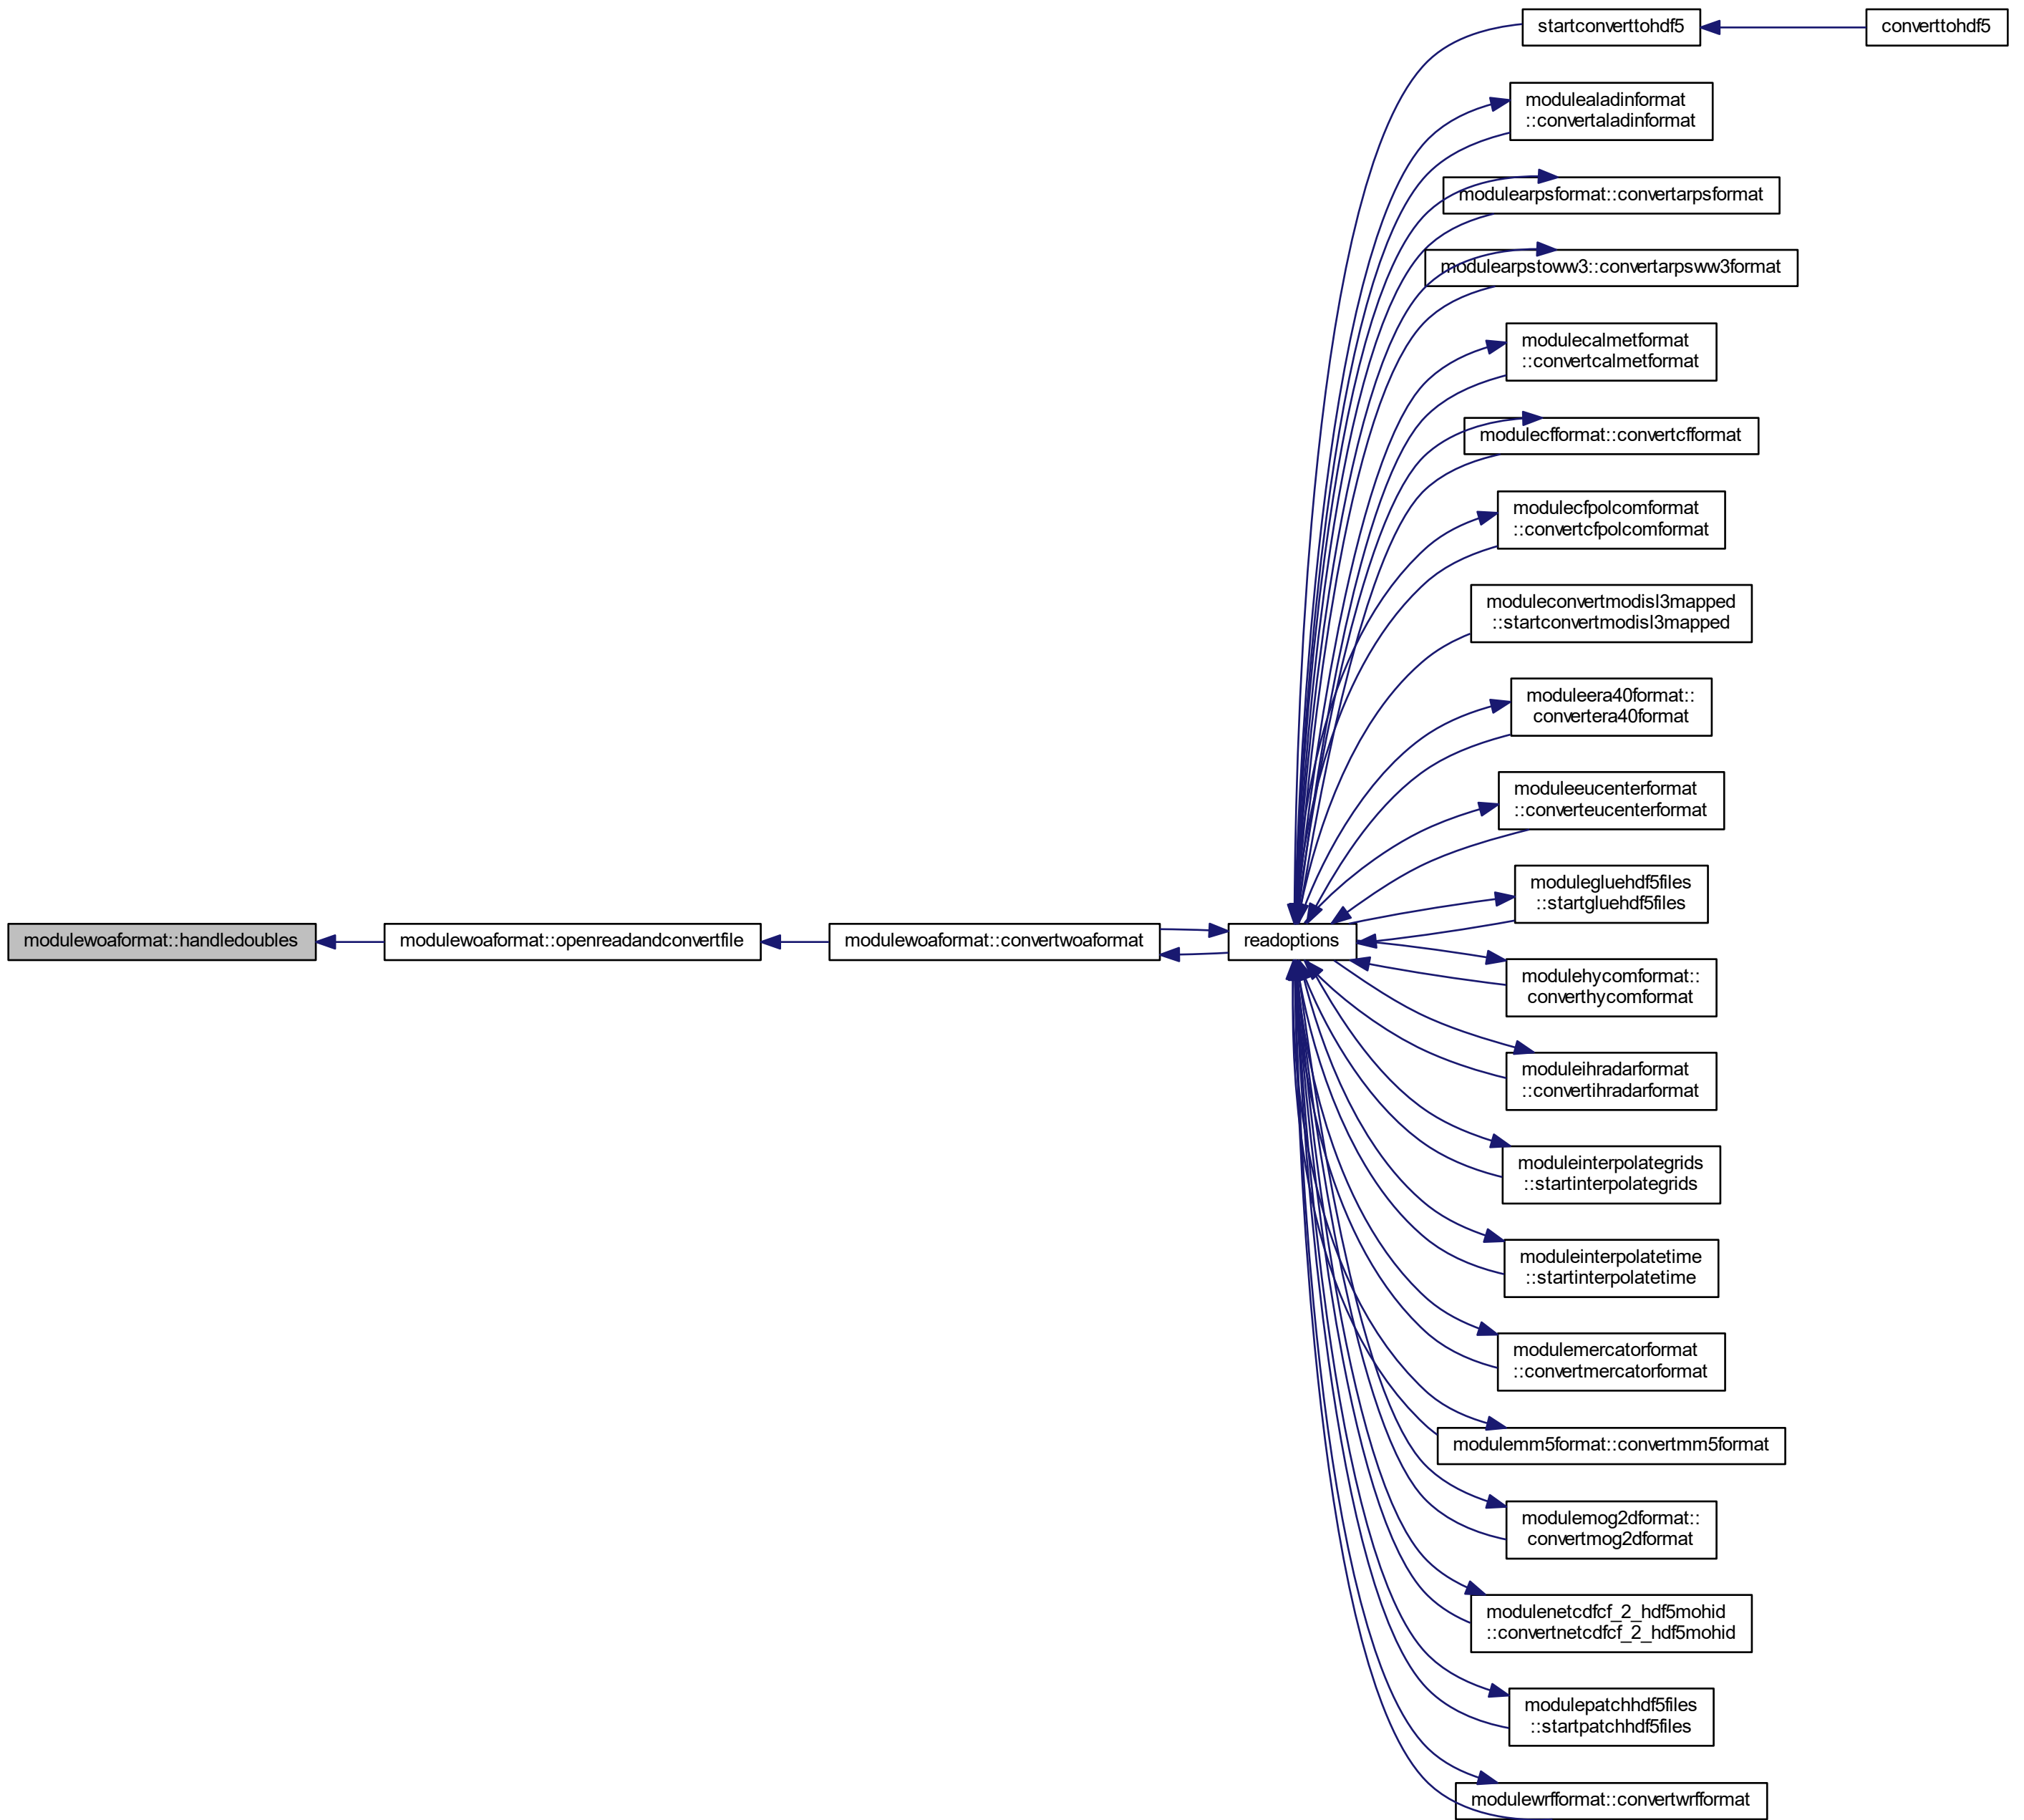 startconverttohdf5
converttohdf5
modulealadinformat
::convertaladinformat
modulearpsformat::convertarpsformat
modulearpstoww3::convertarpsww3format
modulecalmetformat
::convertcalmetformat
modulecfformat::convertcfformat
modulecfpolcomformat
::convertcfpolcomformat
moduleconvertmodisl3mapped
::startconvertmodisl3mapped
moduleera40format::
convertera40format
moduleeucenterformat
::converteucenterformat
modulegluehdf5files
::startgluehdf5files
modulewoaformat::handledoubles
modulewoaformat::openreadandconvertfile
modulewoaformat::convertwoaformat
readoptions
modulehycomformat::
converthycomformat
moduleihradarformat
::convertihradarformat
moduleinterpolategrids
::startinterpolategrids
moduleinterpolatetime
::startinterpolatetime
modulemercatorformat
::convertmercatorformat
modulemm5format::convertmm5format
modulemog2dformat::
convertmog2dformat
modulenetcdfcf_2_hdf5mohid
::convertnetcdfcf_2_hdf5mohid
modulepatchhdf5files
::startpatchhdf5files
modulewrfformat::convertwrfformat